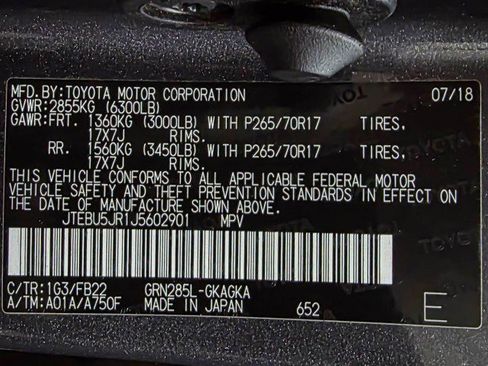 MFD.BY:TOYOTA MOTOR CORPORATION 07/18
GVWR:2855KG (6300LB)
GAWR:FRT. 1360KG (3000LB) WITH P265/70R17 TIRES,
17X7J RIMS.
RR. 1560KG (3450LB) WITH P265/70R17 TIRES,
17X7J RIMS.
THIS VEHICLE CONFORMS TO ALL APPLICABLE FEDERAL MOTOR
VEHICLE SAFETY AND THEFT PREVENTION STANDARDS IN EFFECT ON
THE DATE OF MANUFACTURE SHOWN ABOVE.
JTEBU5JR1J5602901 MPV
C/TR:1G3/FB22 GRN285L-GKAGKA
A/TM:A01A/A750F MADE IN JAPAN 652 E